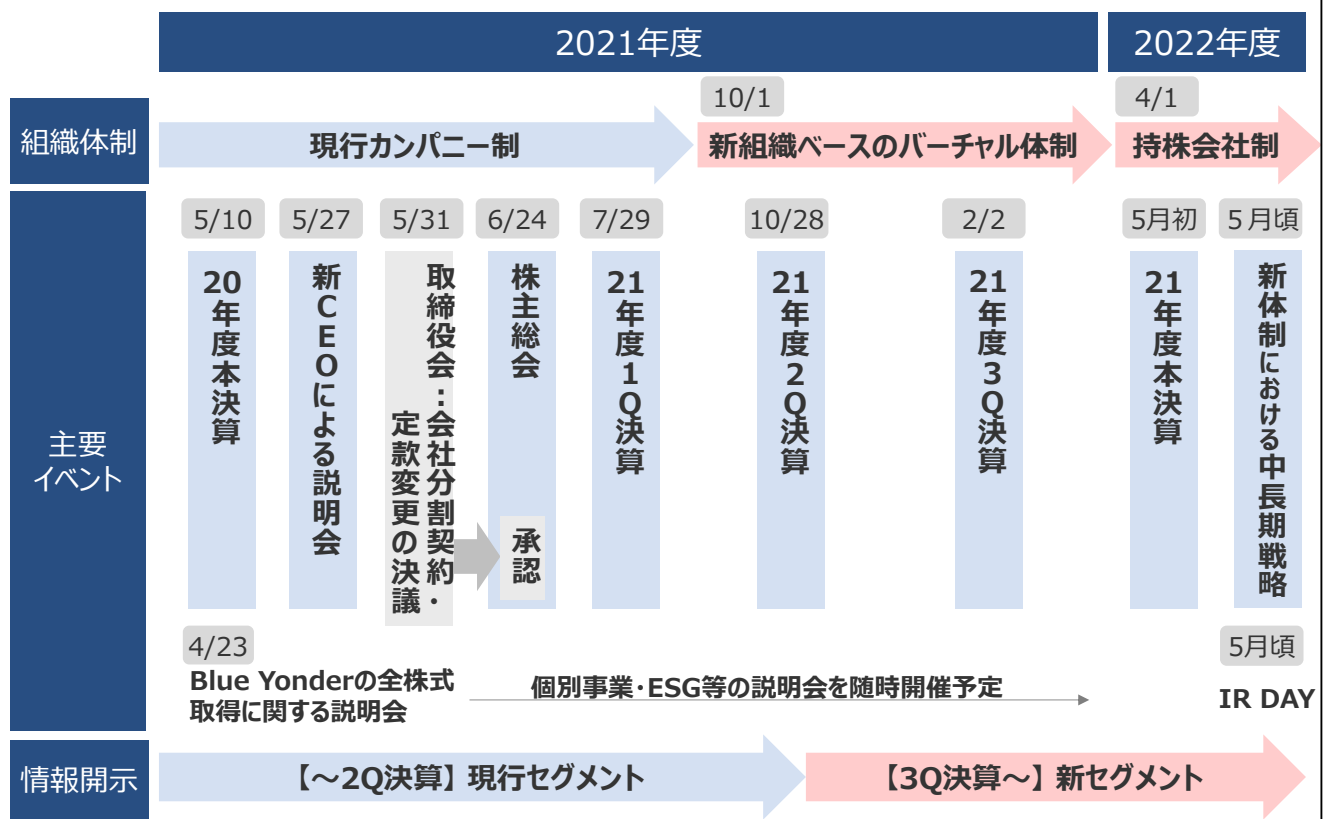 2021年度
2022年度
組織体制
10/1
4/1
現行カンパニー制
新組織ベースのバーチャル体制
持株会社制
主要
イベント
5/10
5/27
5/31
6/24
7/29
10/28
2/2
5月初
5月頃
20年度本決算
新CEOによる説明会
取締役会:会社分割契約・
定款変更の決議
株主総会
承認
21年度1Q決算
21年度2Q決算
21年度3Q決算
21年度本決算
新体制における中長期戦略
4/23
Blue Yonderの全株式
取得に関する説明会
個別事業・ESG等の説明会を随時開催予定
5月頃
IR DAY
情報開示
【～2Q決算】現行セグメント
【3Q決算～】新セグメント